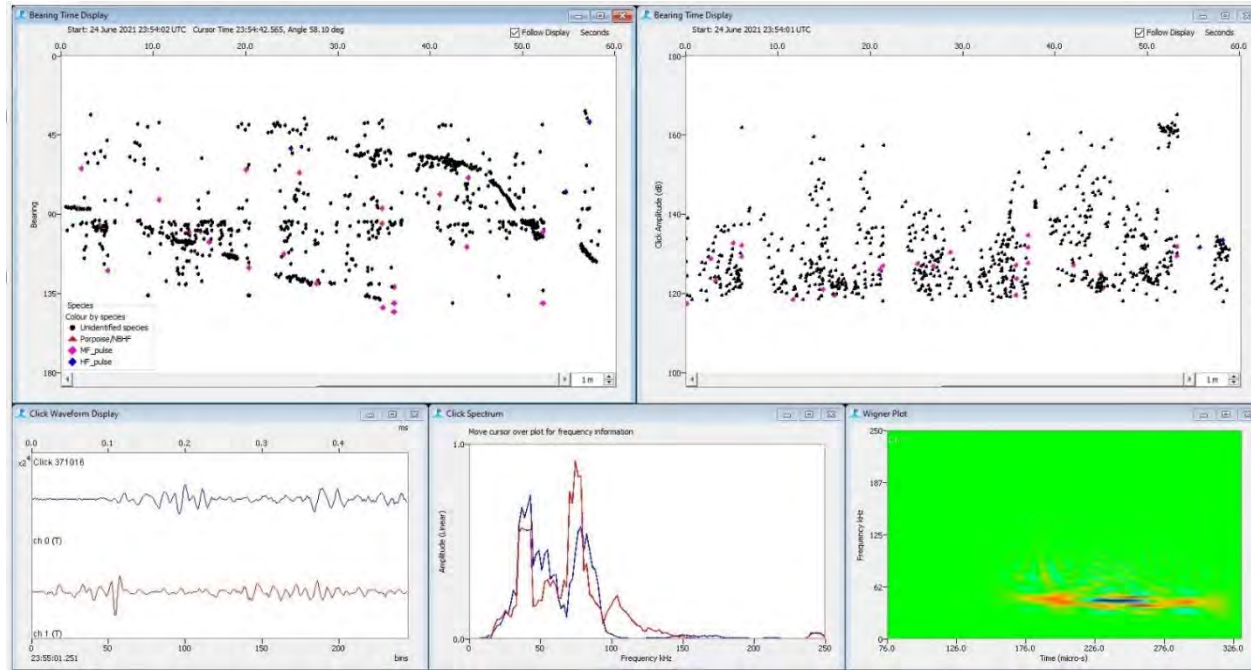 Bearing Time Display
Start: 24 June 2021 23:54:02 UTC Cursor Time 23:54:42.565, Angle 58.10 deg
Follow Display Seconds
0.0 10.0 20.0 30.0 40.0 50.0 60.0
0
45
90
135
180
Bearing
Species
Colour by species
Unidentified species
Porpoise/NBHF
MF_pulse
HF_pulse
1 m
Bearing Time Display
Start: 24 June 2021 23:54:01 UTC
Follow Display Seconds
0.0 10.0 20.0 30.0 40.0 50.0 60.0
180
160
140
120
100
Click Amplitude (dB)
1 m
Click Waveform Display
ms
0.0 0.1 0.2 0.3 0.4
x2^4
Click 371016
ch 0 (T)
ch 1 (T)
23:55:01.251
bins
Click Spectrum
Move cursor over plot for frequency information
1.0
Amplitude (Linear)
0.0
0 50 100 150 200 250
Frequency kHz
Wigner Plot
250
187
125
62
0
Frequency kHz
76.0 126.0 176.0 226.0 276.0 326.0
Time (micro-s)